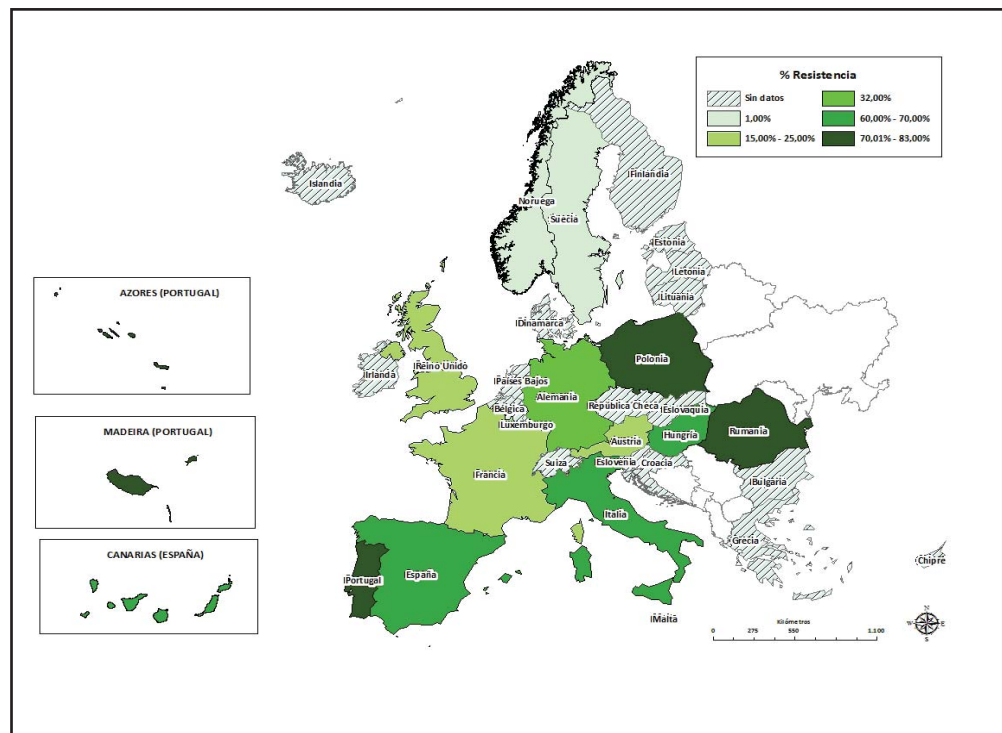 % Resistencia
Sin datos
32,00%
1,00%
60,00% - 70,00%
15,00% - 25,00%
70,01% - 83,00%
Islandia
Noruega
Suecia
Finlandia
Estonia
Letonia
Lituania
Dinamarca
Irlanda
Reino Unido
Países Bajos
Bélgica
Luxemburgo
Alemania
Polonia
República Checa
Eslovaquia
Austria
Hungría
Rumanía
Francia
Suiza
Eslovenia
Croacia
Bulgaria
Italia
Grecia
Chipre
Portugal
España
Malta
AZORES (PORTUGAL)
MADEIRA (PORTUGAL)
CANARIAS (ESPAÑA)
Kilómetros
0 275 550 1.100
N
W E
S